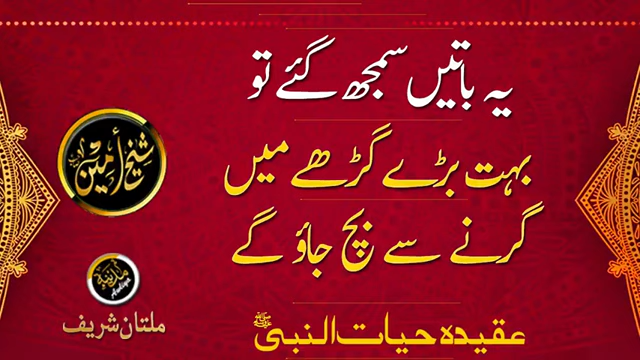 یہ باتیں سمجھ گئے تو
بہت بڑے گڑھے میں
گرنے سے بچ جاؤ گے
عقیدہ حیات النبی ﷺ
شیخ أمین
ملتان شریف